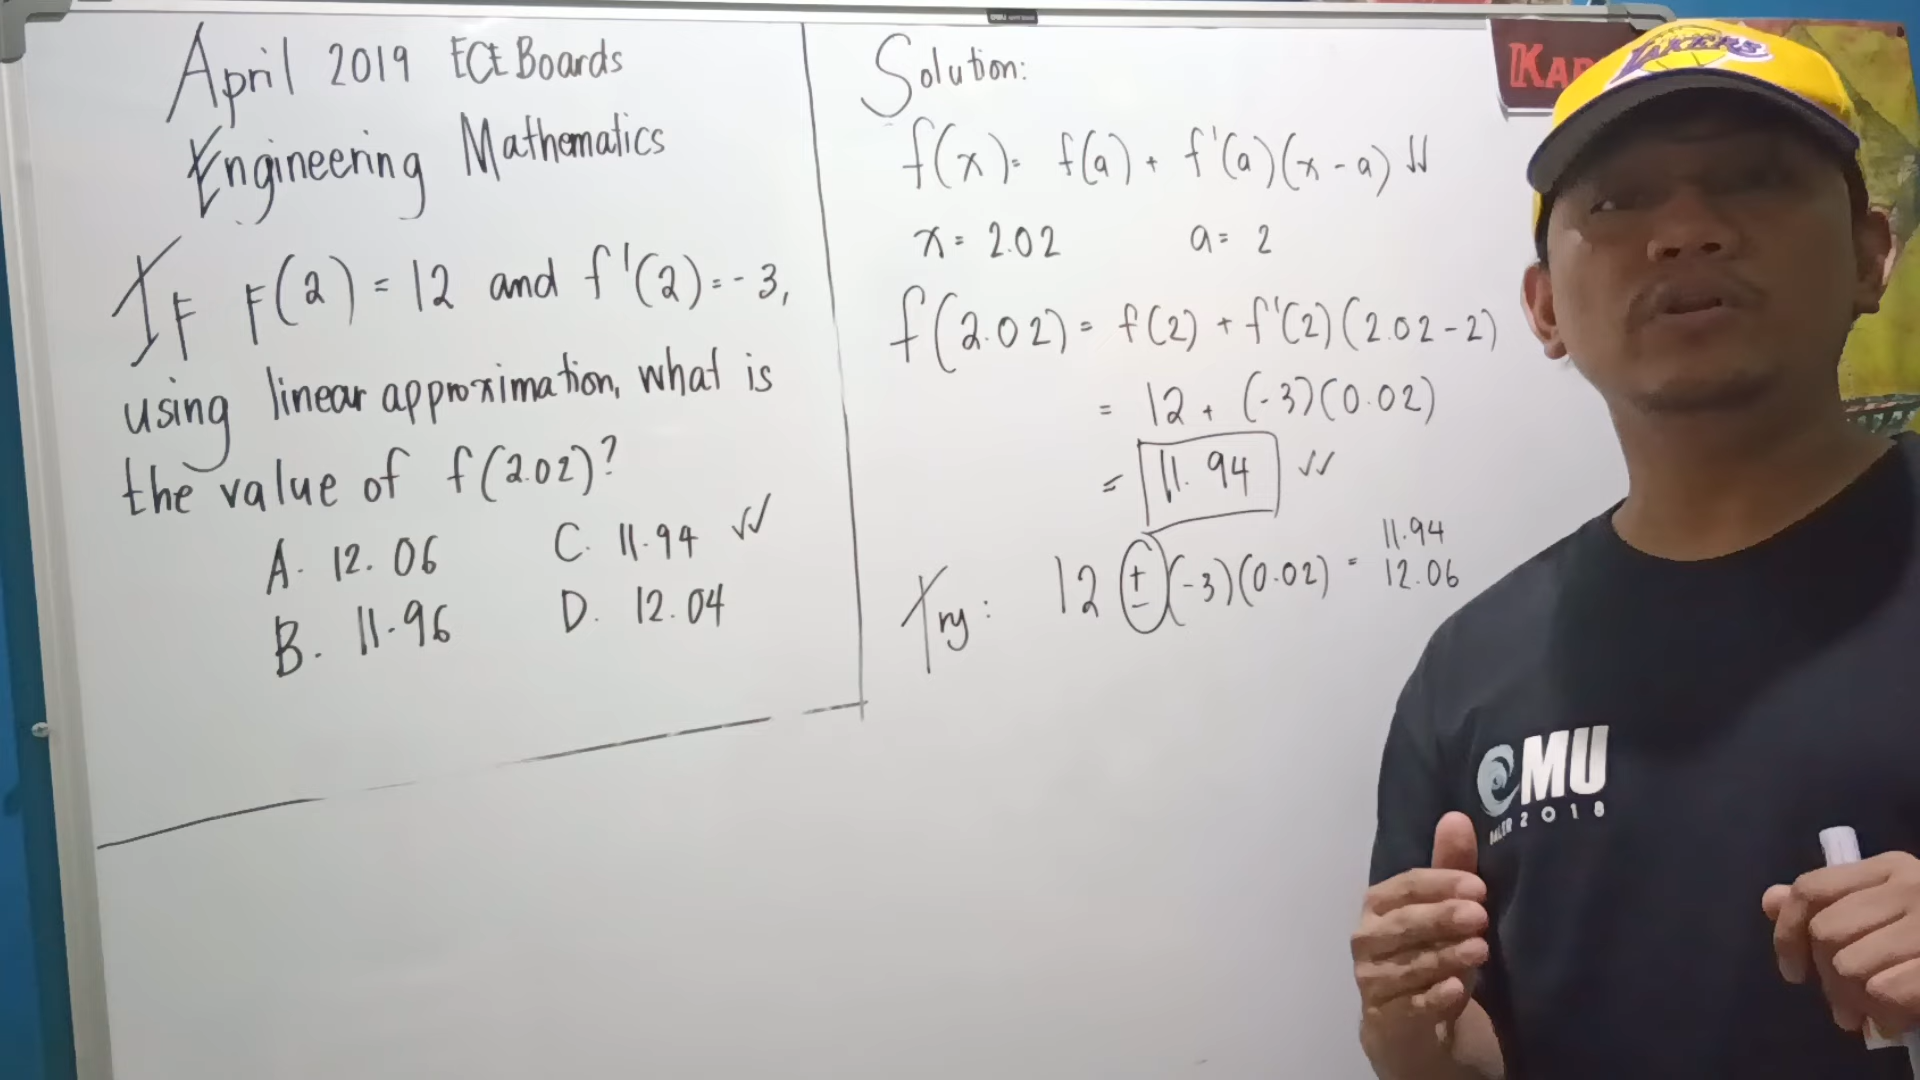 April 2019 ECE Boards
Engineering Mathematics
IF F(2) = 12 and f'(2) = -3,
using linear approximation, what is
the value of f(2.02)?
A. 12.06
C. 11.94 ✓✓
B. 11.96
D. 12.04
Solution:
f(x) = f(a) + f'(a)(x - a) ✓✓
x = 2.02 a = 2
f(2.02) = f(2) + f'(2)(2.02 - 2)
= 12 + (-3)(0.02)
= 11.94 ✓✓
Try: 12 ± (-3)(0.02) = 11.94
12.06
LAKERS
MU
2018